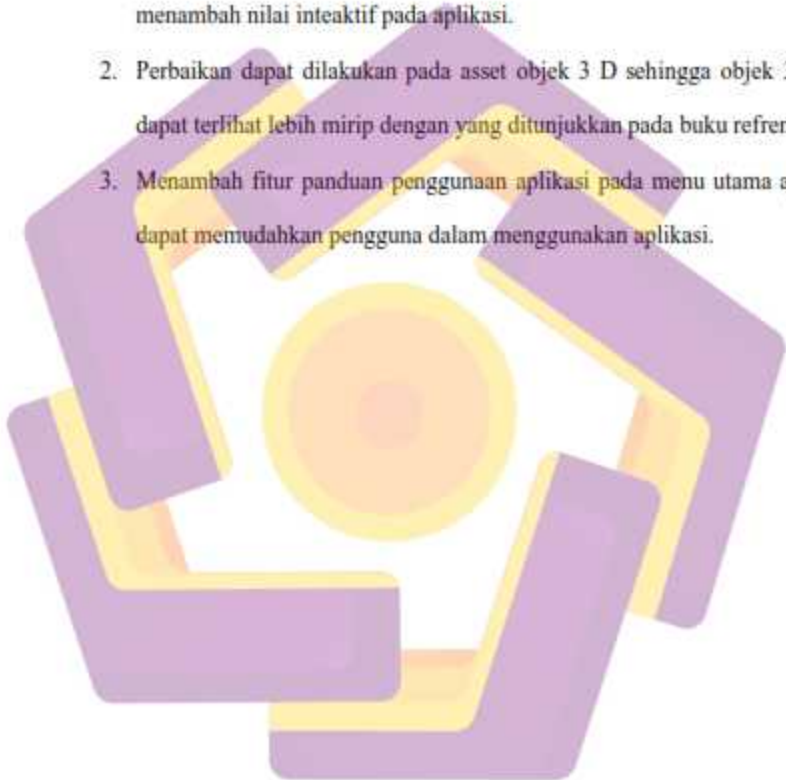 menambah nilai inteaktif pada aplikasi.
2. Perbaikan dapat dilakukan pada asset objek 3 D sehingga objek
dapat terlihat lebih mirip dengan yang ditunjukkan pada buku refren
3. Menambah fitur panduan penggunaan aplikasi pada menu utama a
dapat memudahkan pengguna dalam menggunakan aplikasi.